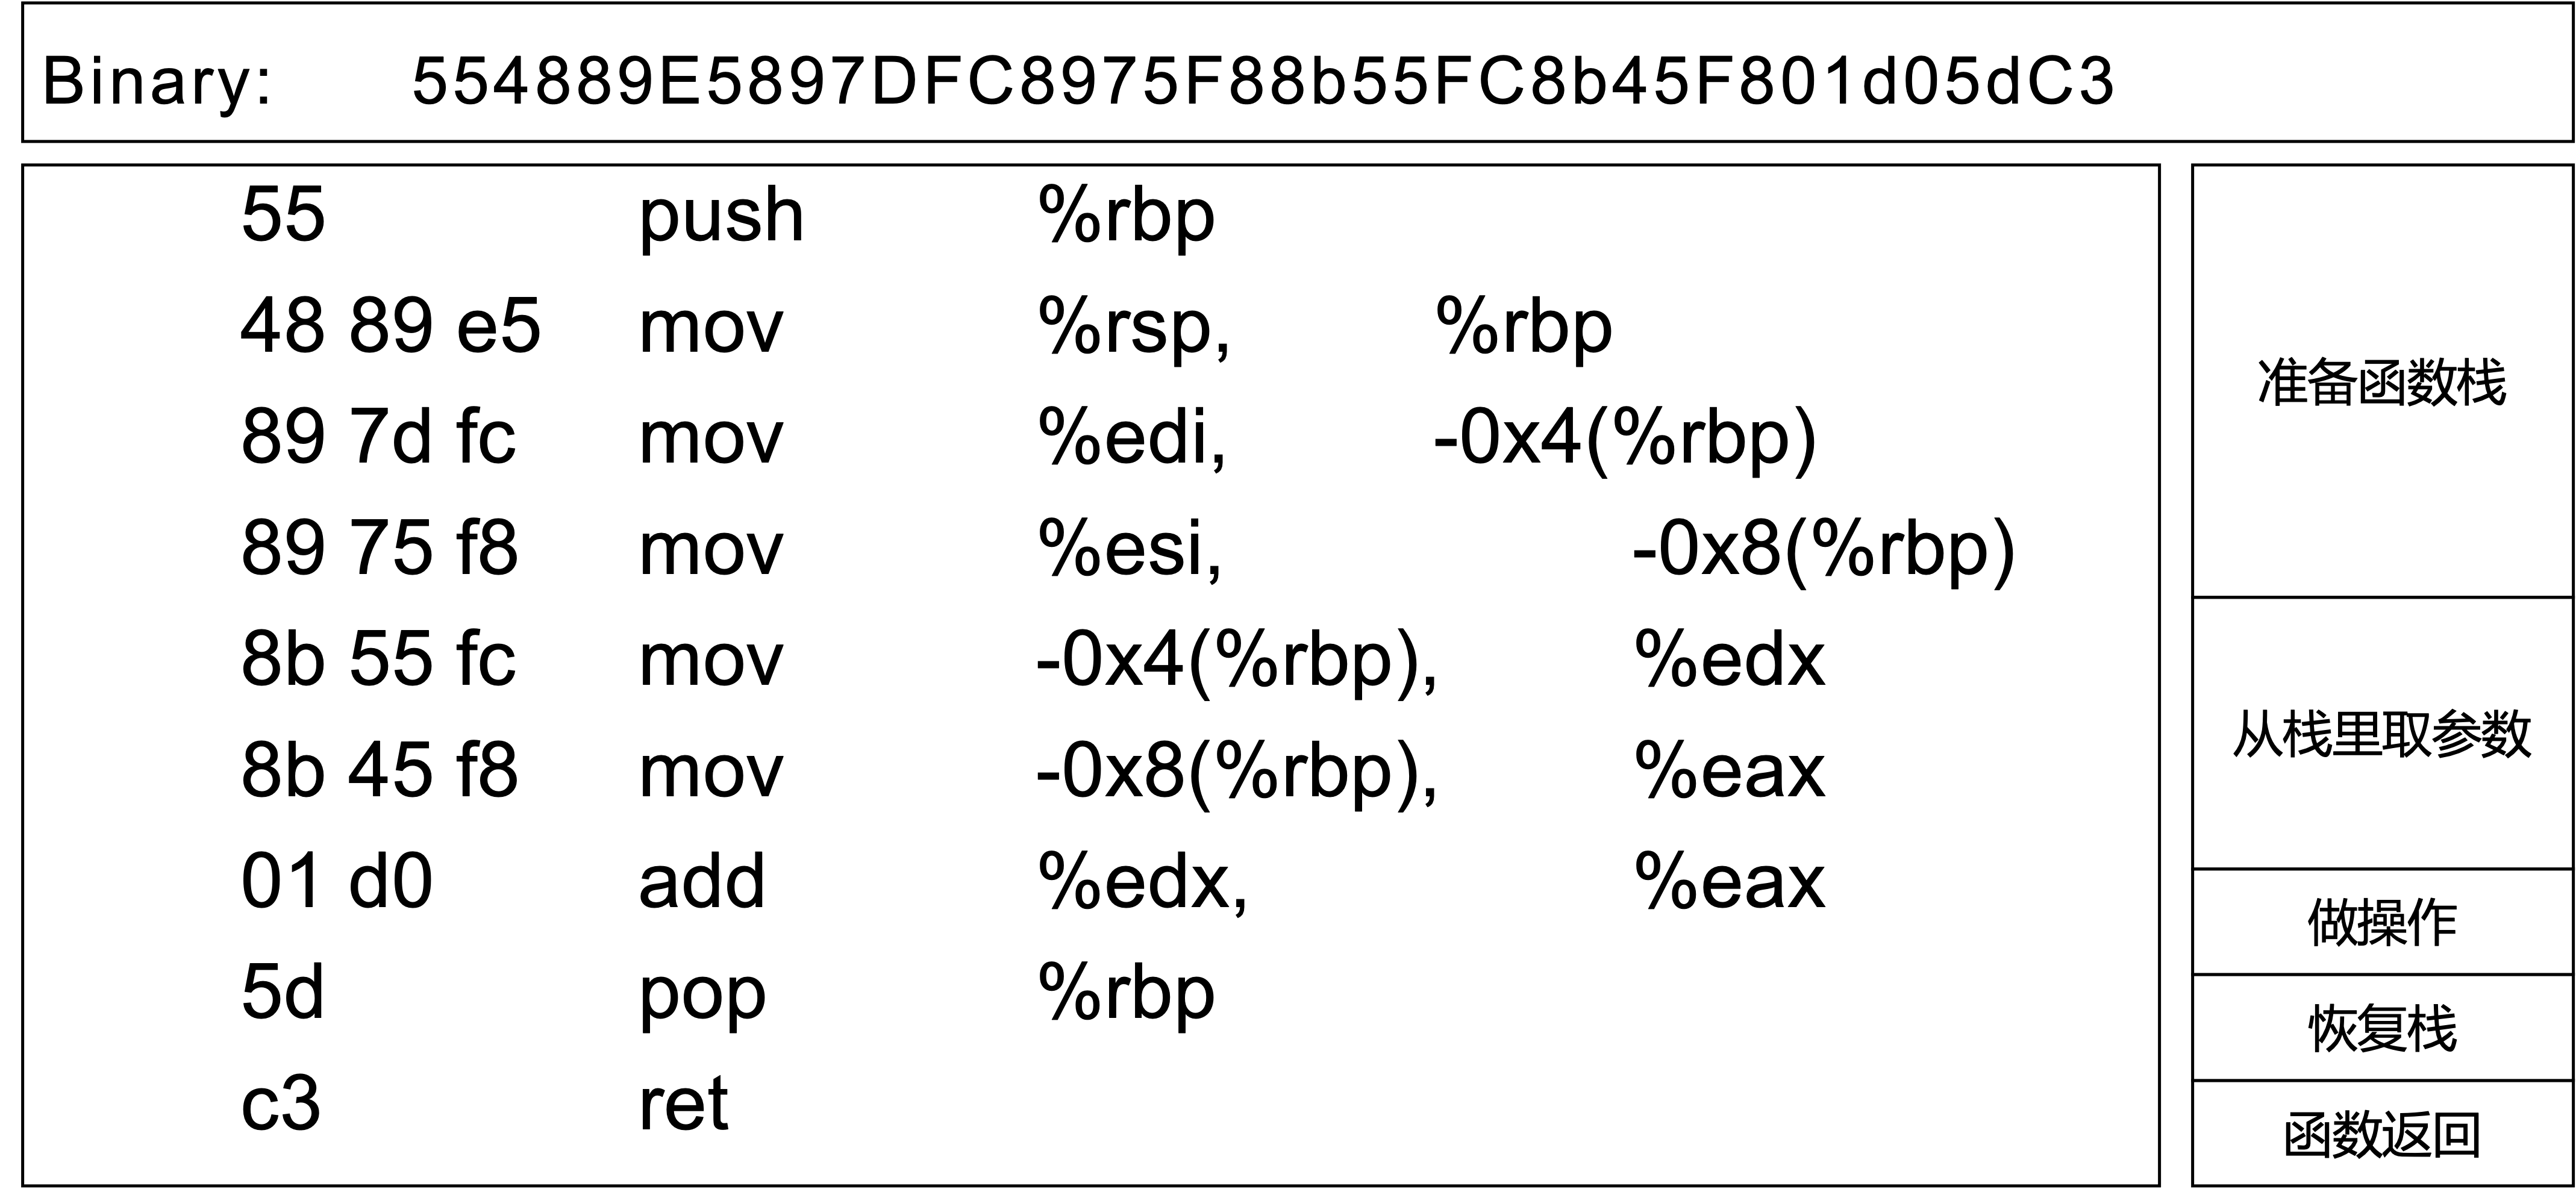 Binary: 554889E5897DFC8975F88b55FC8b45F801d05dC3
55 push %rbp
48 89 e5 mov %rsp, %rbp
89 7d fc mov %edi, -0x4(%rbp)
89 75 f8 mov %esi, -0x8(%rbp)
8b 55 fc mov -0x4(%rbp), %edx
8b 45 f8 mov -0x8(%rbp), %eax
01 d0 add %edx, %eax
5d pop %rbp
c3 ret
准备函数栈
从栈里取参数
做操作
恢复栈
函数返回